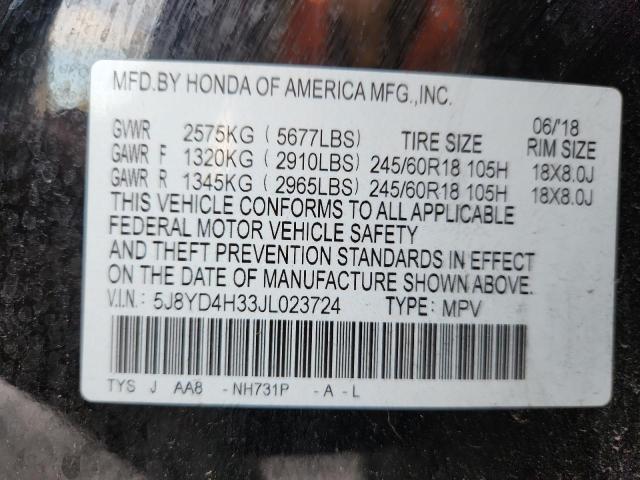 MFD.BY HONDA OF AMERICA MFG.,INC.
06/'18
GVWR 2575KG (5677LBS) TIRE SIZE RIM SIZE
GAWR F 1320KG (2910LBS) 245/60R18 105H 18X8.0J
GAWR R 1345KG (2965LBS) 245/60R18 105H 18X8.0J
THIS VEHICLE CONFORMS TO ALL APPLICABLE
FEDERAL MOTOR VEHICLE SAFETY
AND THEFT PREVENTION STANDARDS IN EFFECT
ON THE DATE OF MANUFACTURE SHOWN ABOVE.
V.I.N.: 5J8YD4H33JL023724 TYPE: MPV
TYS J AA8 -NH731P -A-L